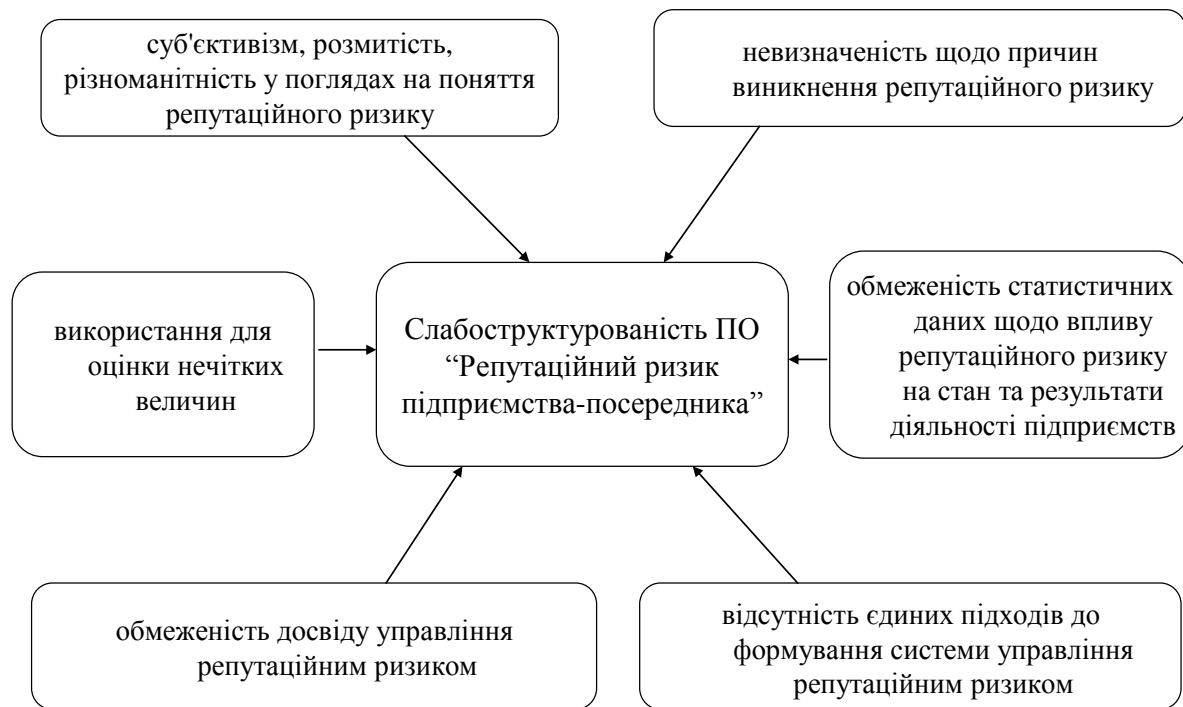 суб'єктивізм, розмитість,
різноманітність у поглядах на поняття
репутаційного ризику
невизначеність щодо причин
виникнення репутаційного ризику
використання для
оцінки нечітких
величин
Слабоструктурованість ПО
“Репутаційний ризик
підприємства-посередника”
обмеженість статистичних
даних щодо впливу
репутаційного ризику
на стан та результати
діяльності підприємств
обмеженість досвіду управління
репутаційним ризиком
відсутність єдиних підходів до
формування системи управління
репутаційним ризиком